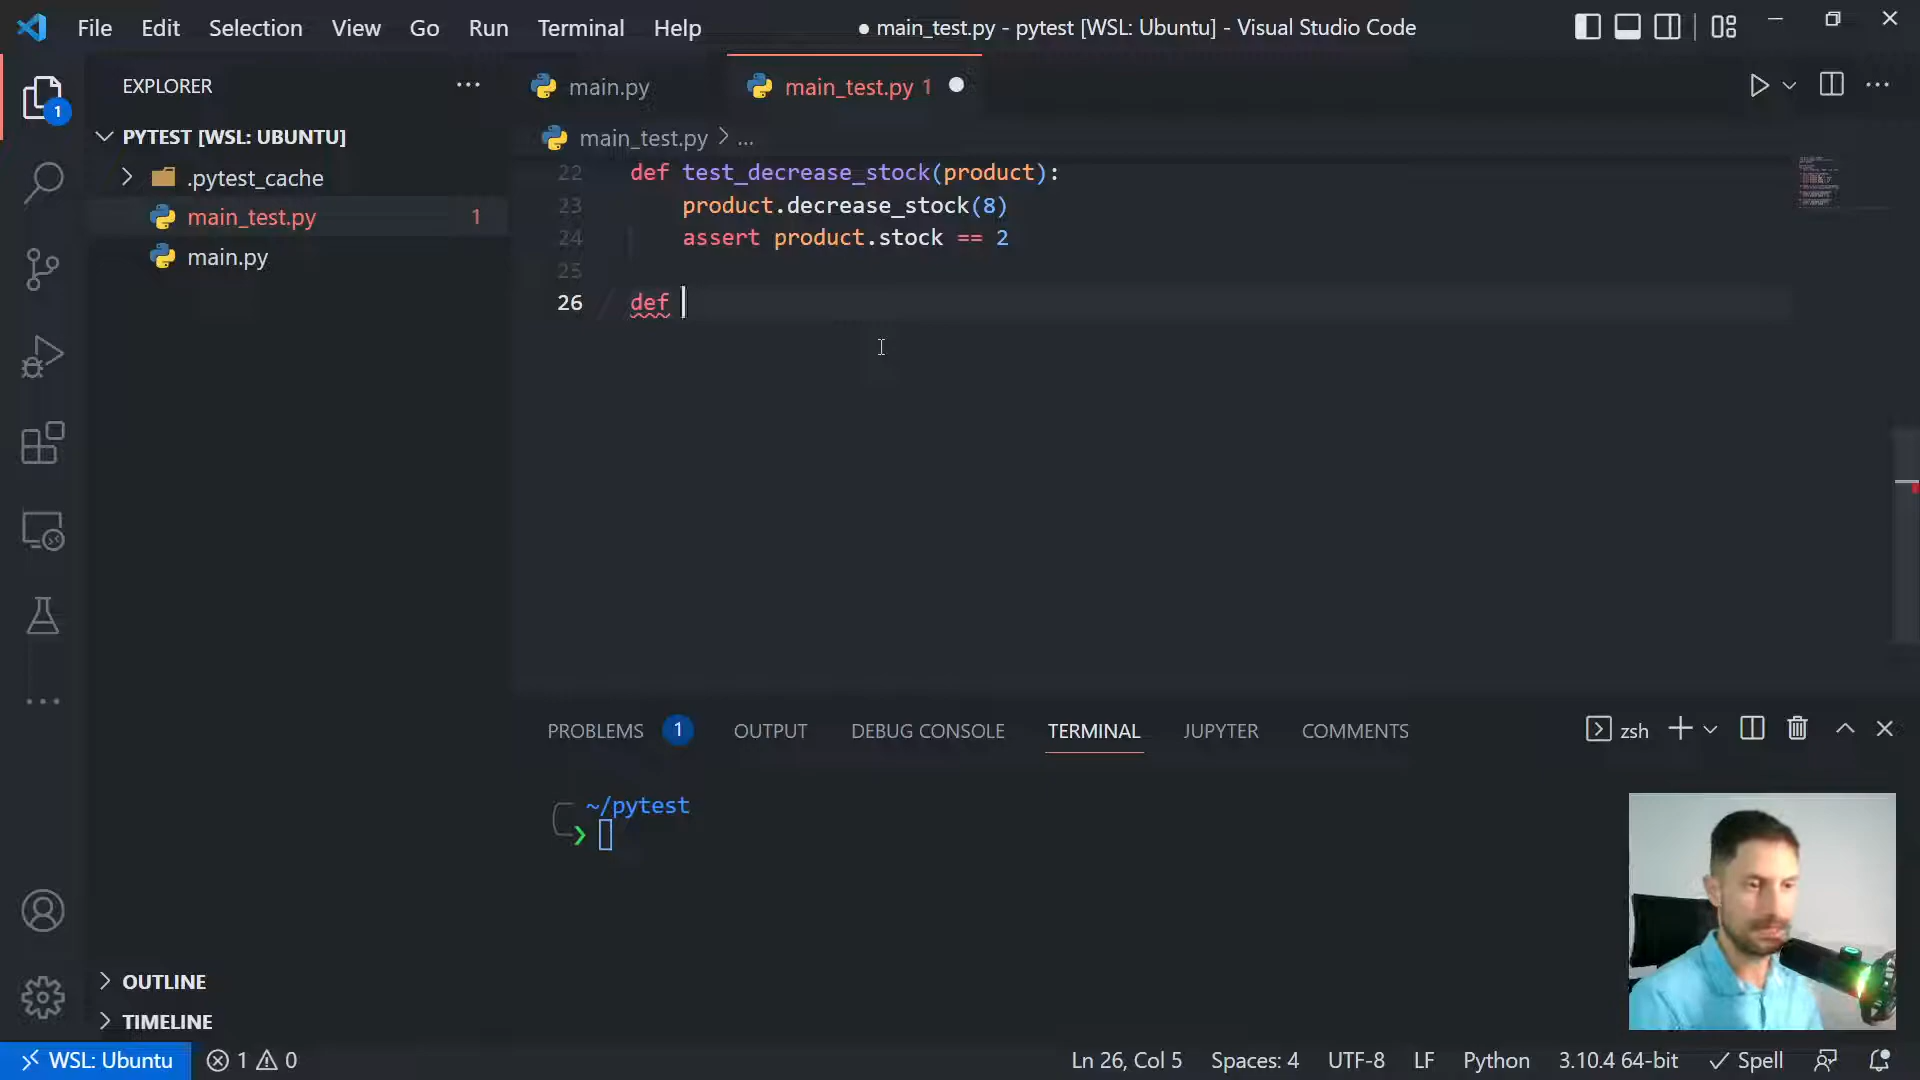 File Edit Selection View Go Run Terminal Help
● main_test.py - pytest [WSL: Ubuntu] - Visual Studio Code
EXPLORER
main.py
main_test.py 1
PYTEST [WSL: UBUNTU]
.pytest_cache
main_test.py 1
main.py
1
main_test.py > ...
22 def test_decrease_stock(product):
23 product.decrease_stock(8)
24 assert product.stock == 2
25
26 def
PROBLEMS 1 OUTPUT DEBUG CONSOLE TERMINAL JUPYTER COMMENTS
zsh
~/pytest
❯
OUTLINE
TIMELINE
WSL: Ubuntu 1 0
Ln 26, Col 5 Spaces: 4 UTF-8 LF Python 3.10.4 64-bit Spell